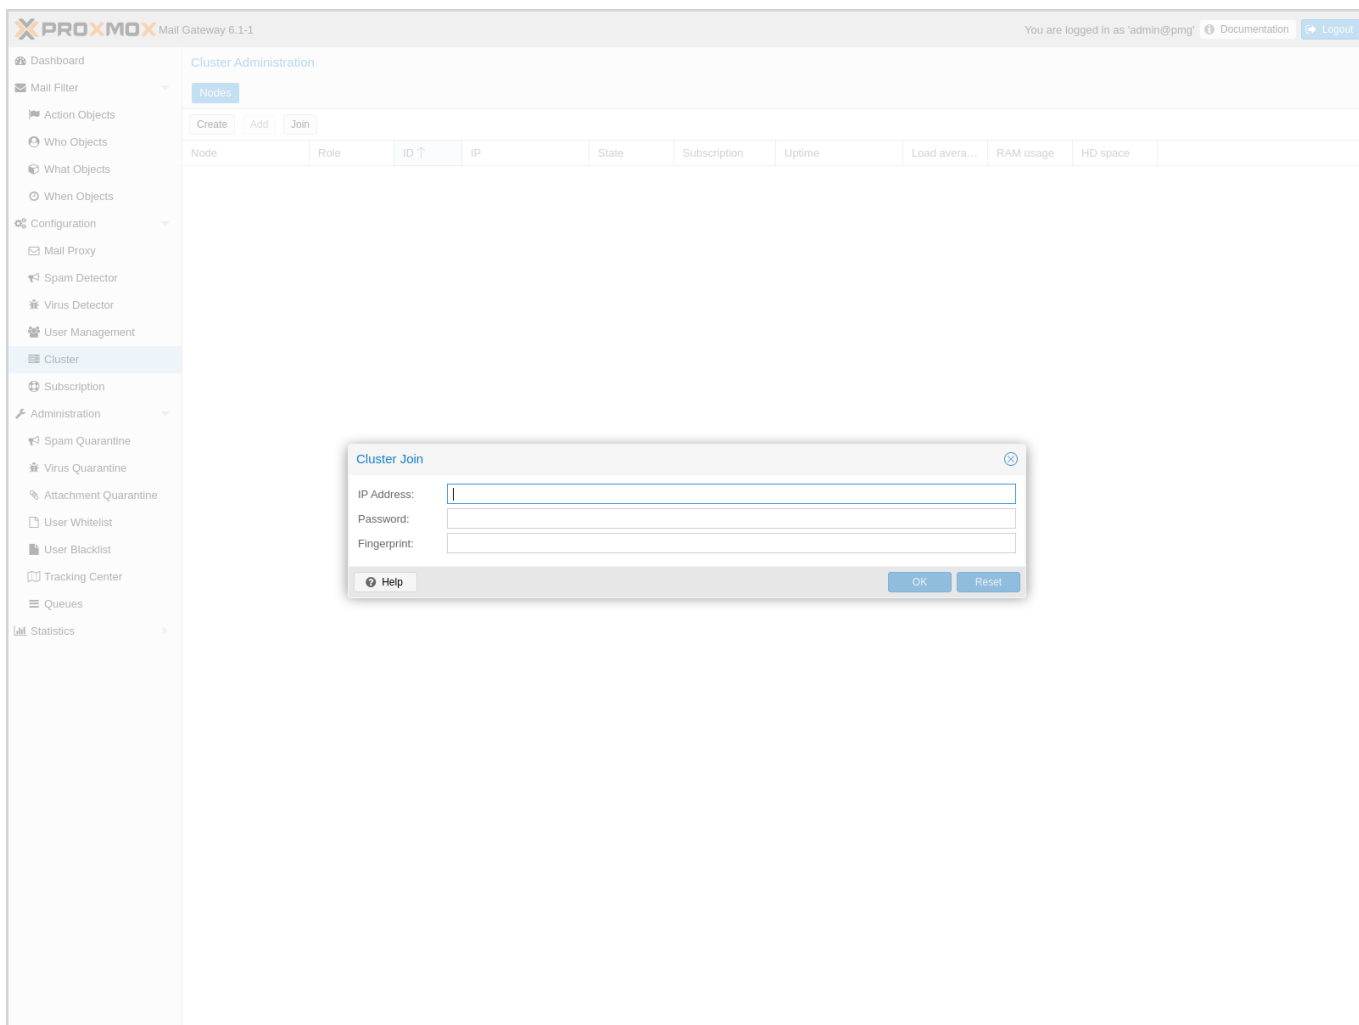 PROXMOX Mail Gateway 6.1-1 You are logged in as 'admin@pmg' Documentation Logout
Dashboard
Mail Filter
Action Objects
Who Objects
What Objects
When Objects
Configuration
Mail Proxy
Spam Detector
Virus Detector
User Management
Cluster
Subscription
Administration
Spam Quarantine
Virus Quarantine
Attachment Quarantine
User Whitelist
User Blacklist
Tracking Center
Queues
Statistics
Cluster Administration
Nodes
Create Add Join
Node Role ID IP State Subscription Uptime Load avera... RAM usage HD space
Cluster Join
IP Address:
Password:
Fingerprint:
Help OK Reset